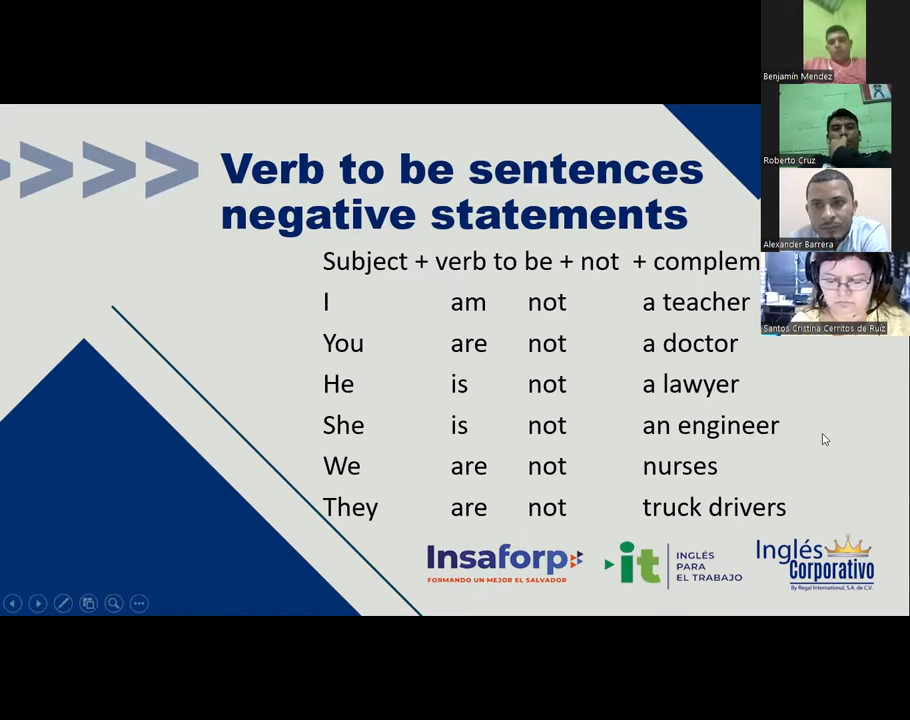 Verb to be sentences
negative statements
Subject + verb to be + not + complem
I am not a teacher
You are not a doctor
He is not a lawyer
She is not an engineer
We are not nurses
They are not truck drivers
Insaforp
FORMANDO UN MEJOR EL SALVADOR
it
INGLÉS
PARA
EL TRABAJO
Inglés
Corporativo
By Regal International, S.A. de C.V.
Benjamín Mendez
Roberto Cruz
Alexander Barrera
Santos Cristina Cerritos de Ruiz